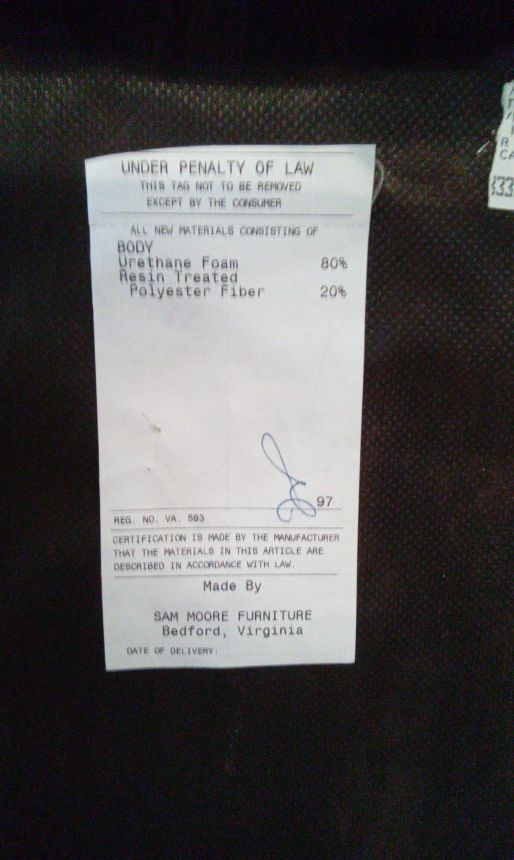 UNDER PENALTY OF LAW
THIS TAG NOT TO BE REMOVED
EXCEPT BY THE CONSUMER
ALL NEW MATERIALS CONSISTING OF
BODY
Urethane Foam 80%
Resin Treated
Polyester Fiber 20%
97
REG. NO. VA. 593
CERTIFICATION IS MADE BY THE MANUFACTURER
THAT THE MATERIALS IN THIS ARTICLE ARE
DESCRIBED IN ACCORDANCE WITH LAW.
Made By
SAM MOORE FURNITURE
Bedford, Virginia
DATE OF DELIVERY: